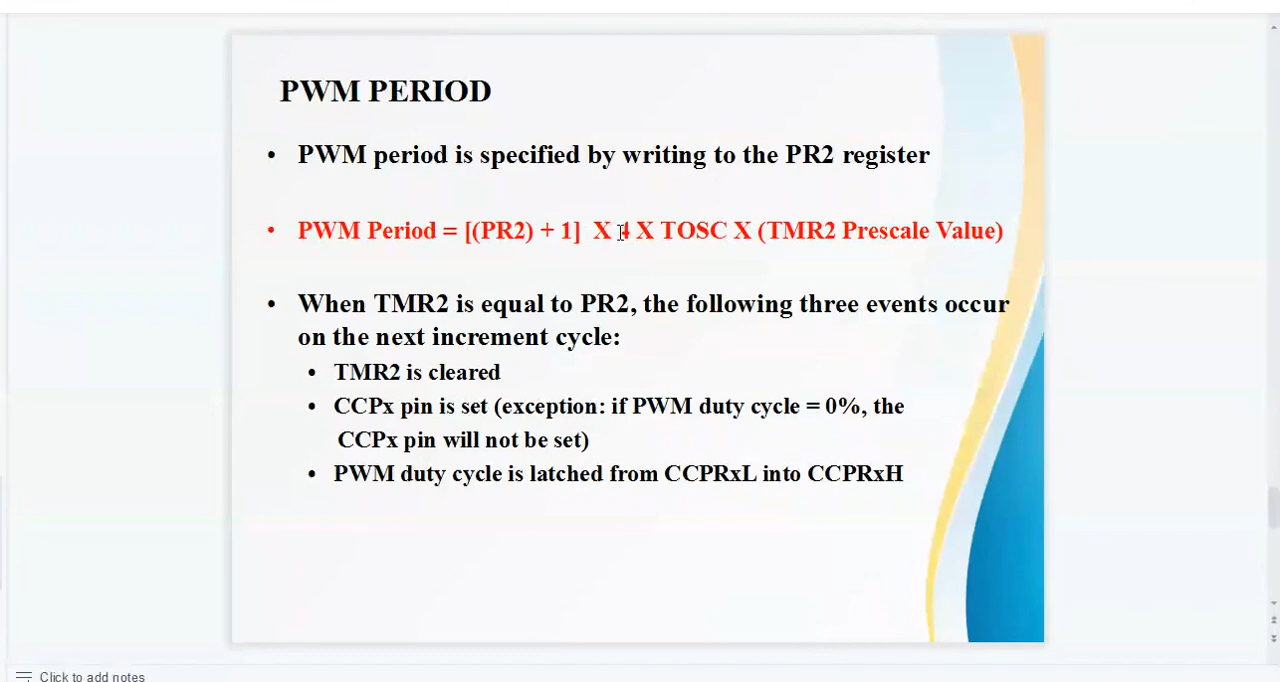 PWM PERIOD
• PWM period is specified by writing to the PR2 register
• PWM Period = [(PR2) + 1] X 4 X TOSC X (TMR2 Prescale Value)
• When TMR2 is equal to PR2, the following three events occur
on the next increment cycle:
• TMR2 is cleared
• CCPx pin is set (exception: if PWM duty cycle = 0%, the
CCPx pin will not be set)
• PWM duty cycle is latched from CCPRxL into CCPRxH
Click to add notes